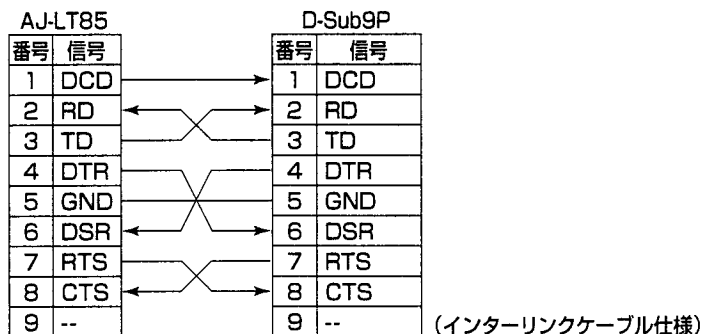 AJ-LT85 D-Sub9P
番号 信号 番号 信号
1 DCD 1 DCD
2 RD 2 RD
3 TD 3 TD
4 DTR 4 DTR
5 GND 5 GND
6 DSR 6 DSR
7 RTS 7 RTS
8 CTS 8 CTS
9 -- 9 -- (インターリンクケーブル仕様)